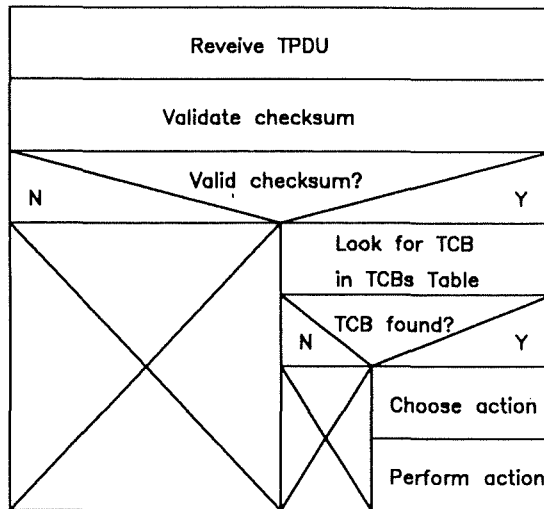 Reveive TPDU
Validate checksum
Valid checksum?
N
Y
Look for TCB
in TCBs Table
TCB found?
N
Y
Choose action
Perform action